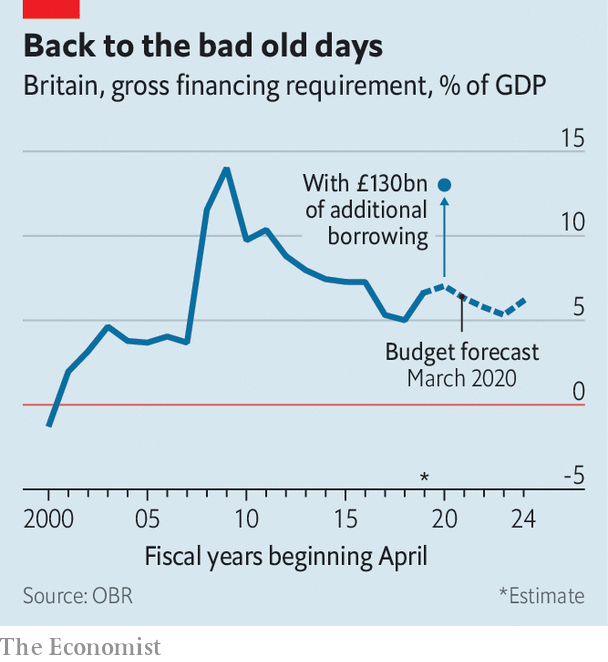 Back to the bad old days
Britain, gross financing requirement, % of GDP
15
With £130bn
of additional
borrowing
10
5
Budget forecast
March 2020
0
*
-5
2000 05 10 15 20 24
Fiscal years beginning April
Source: OBR *Estimate
The Economist